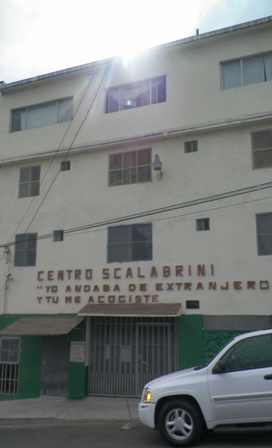 CENTRO SCALABRINI
"YO ANDABA DE EXTRANJERO
Y TU ME ACOGISTE